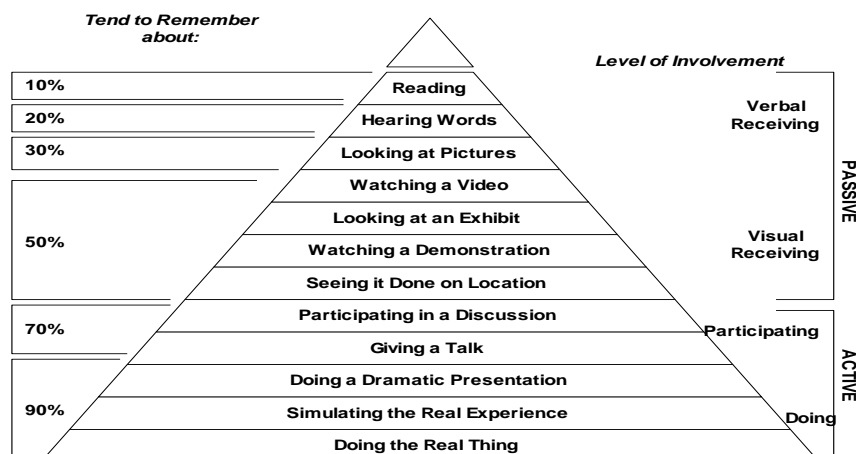 Tend to Remember
about:
Level of Involvement
10%
Reading
20%
Hearing Words
Verbal
Receiving
30%
Looking at Pictures
Watching a Video
Looking at an Exhibit
50%
Watching a Demonstration
Visual
Receiving
Seeing it Done on Location
PASSIVE
70%
Participating in a Discussion
Participating
Giving a Talk
Doing a Dramatic Presentation
90%
Simulating the Real Experience
Doing
Doing the Real Thing
ACTIVE